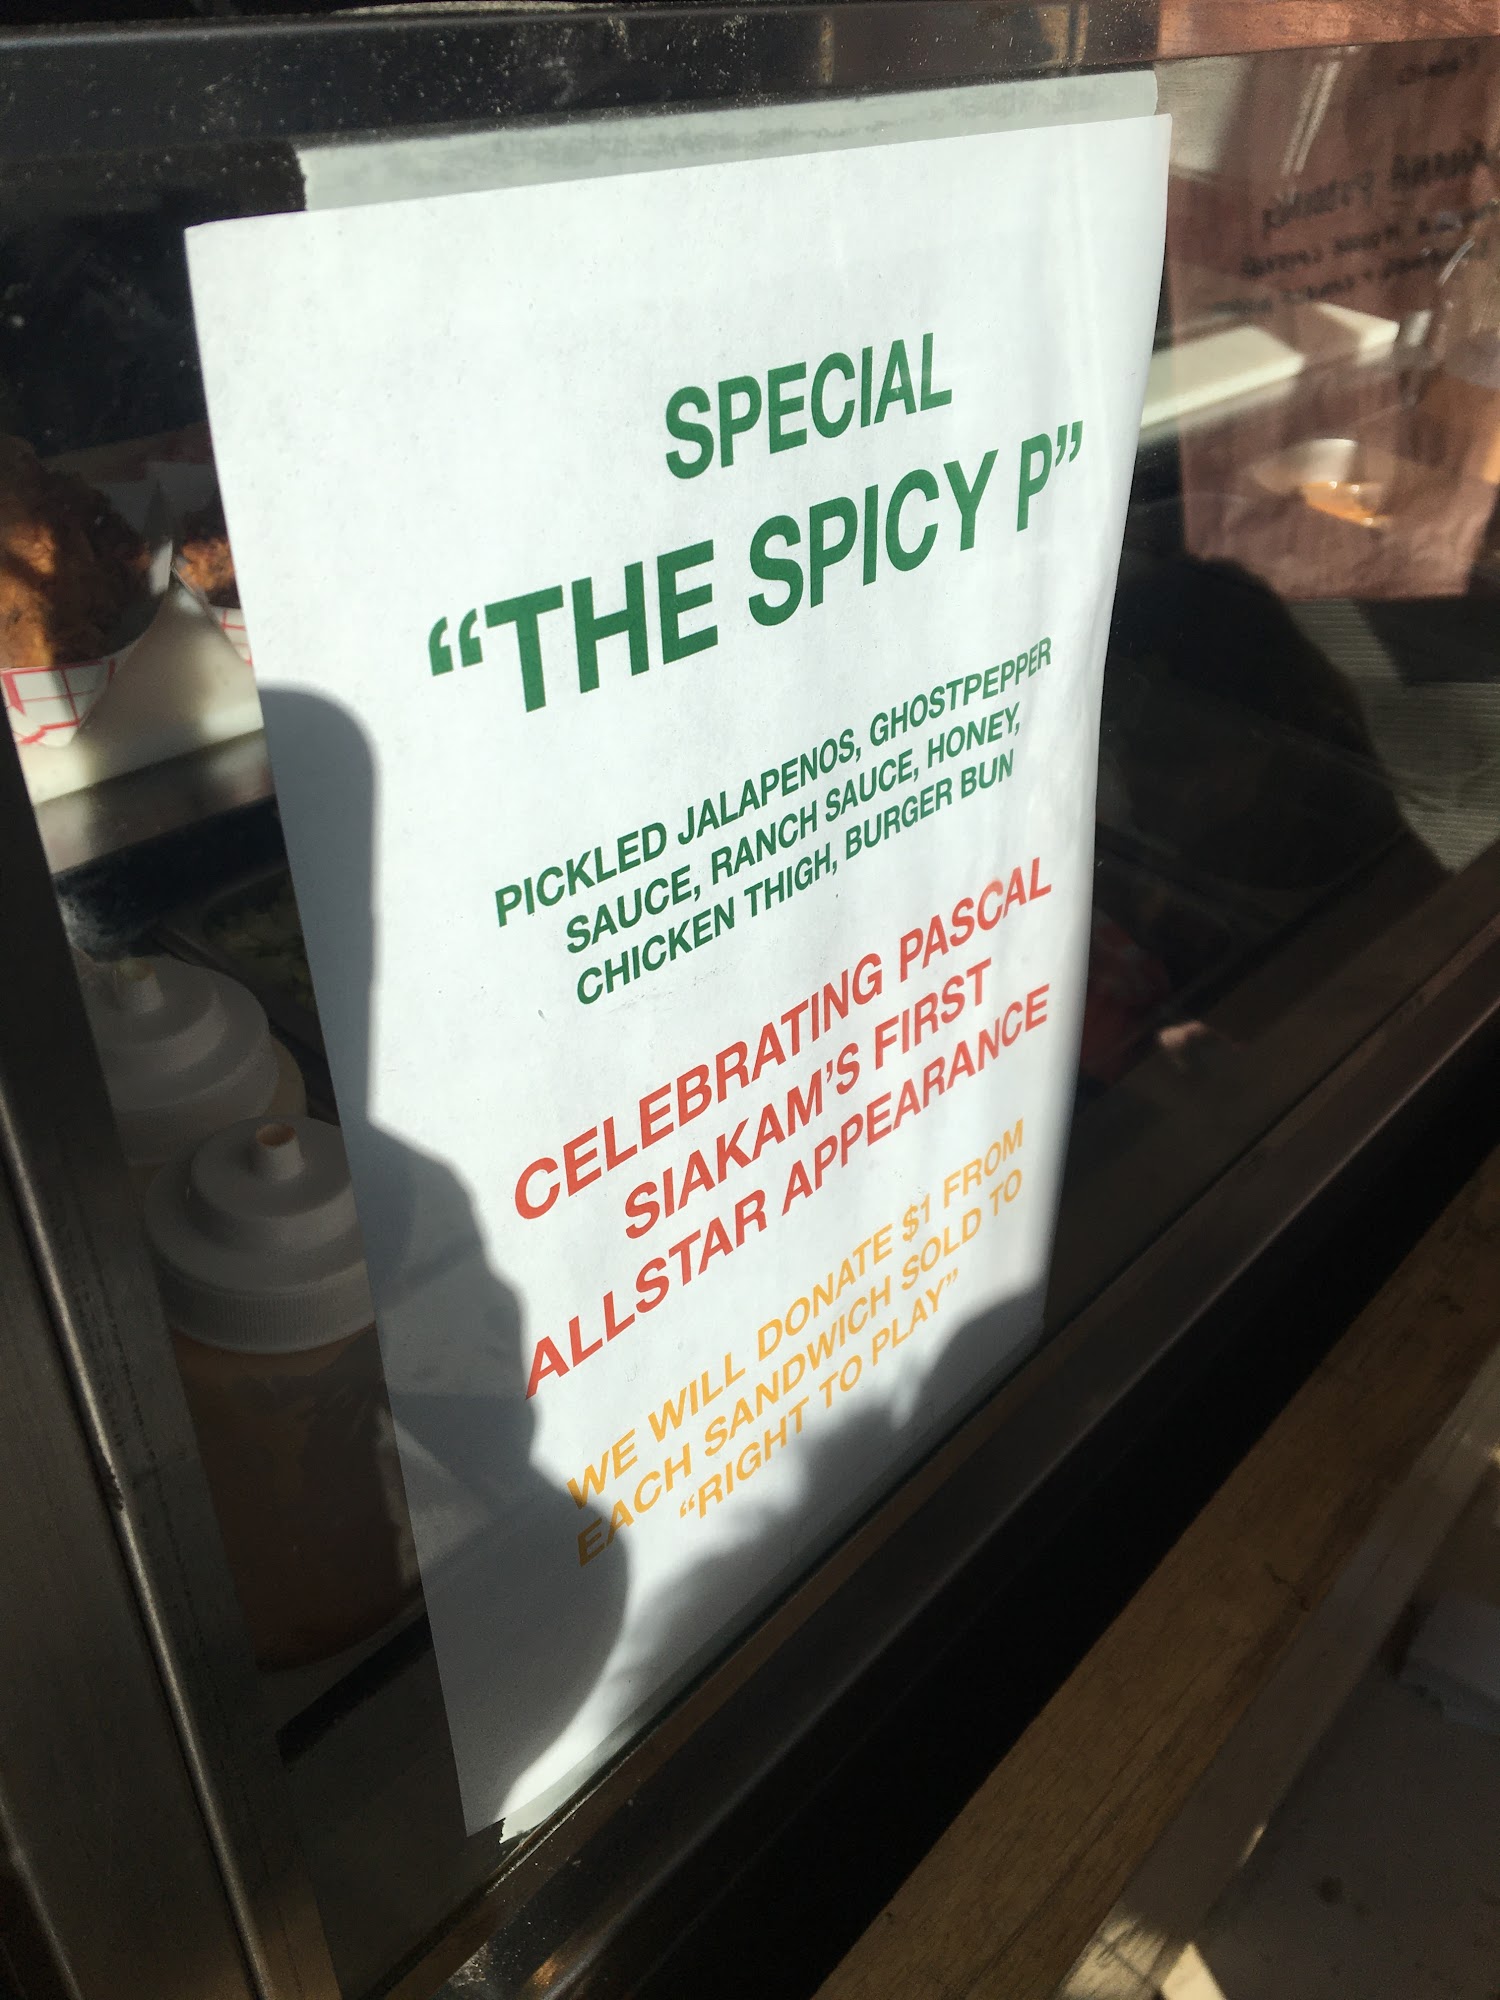 SPECIAL
“THE SPICY P”
PICKLED JALAPENOS, GHOSTPEPPER
SAUCE, RANCH SAUCE, HONEY,
CHICKEN THIGH, BURGER BUN
CELEBRATING PASCAL
SIAKAM’S FIRST
ALLSTAR APPEARANCE
WE WILL DONATE $1 FROM
EACH SANDWICH SOLD TO
“RIGHT TO PLAY”